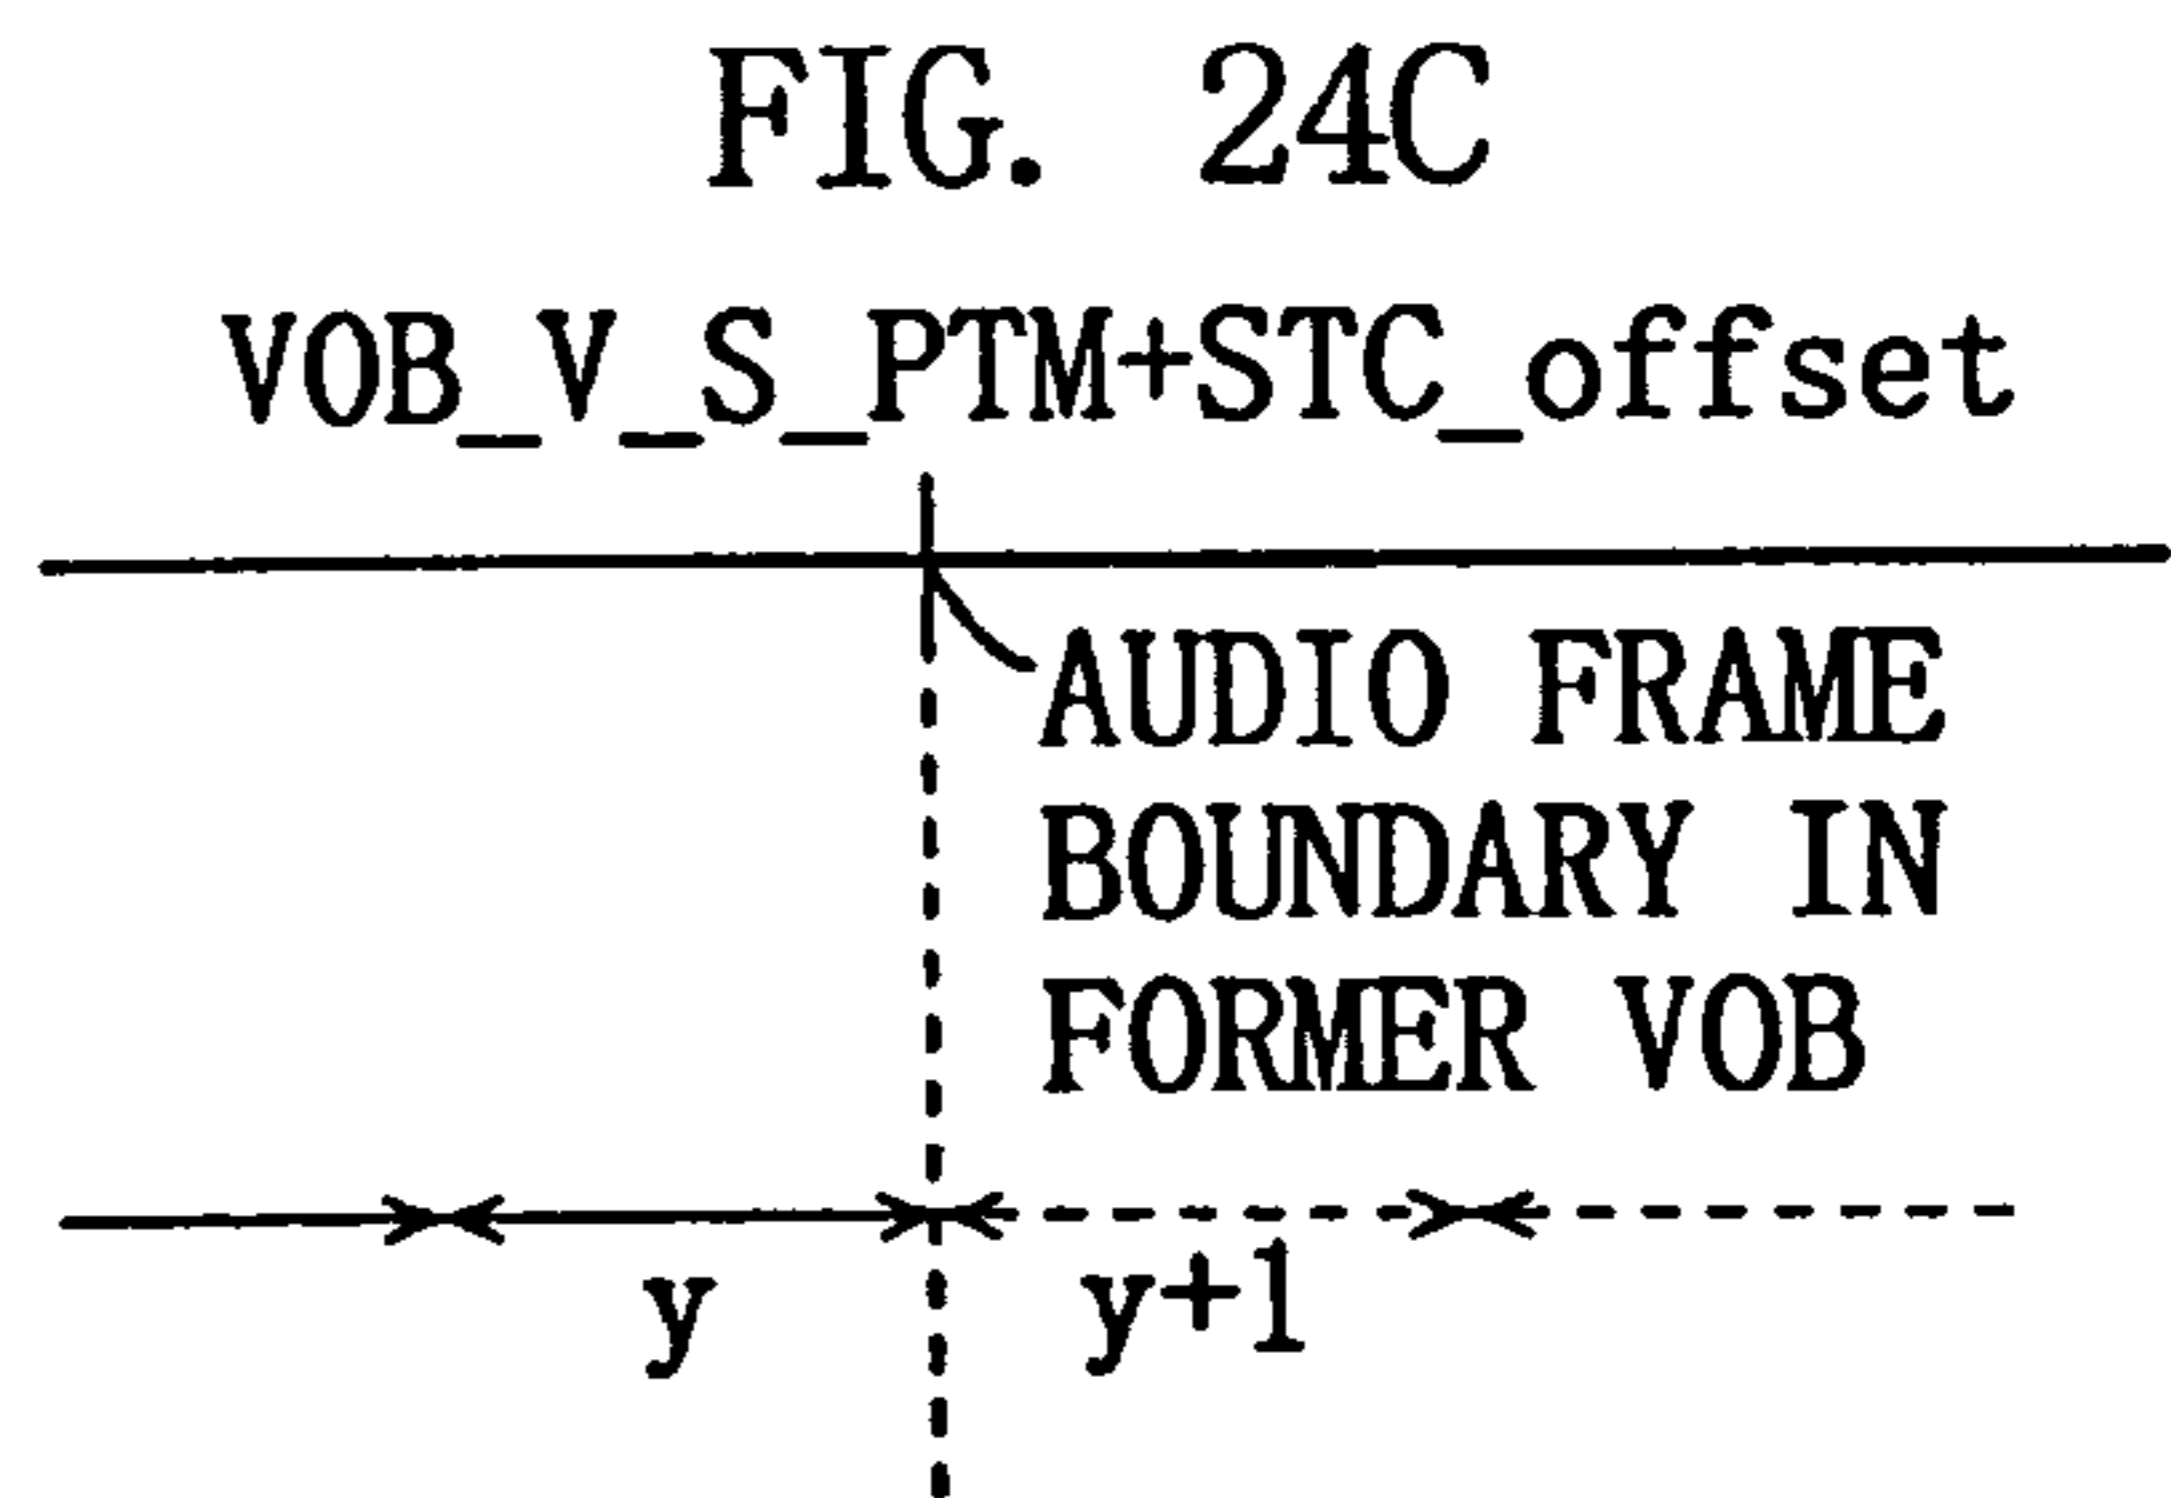 FIG. 24C
VOB_V_S_PTM+STC_offset
AUDIO FRAME
BOUNDARY IN
FORMER VOB
y y+1